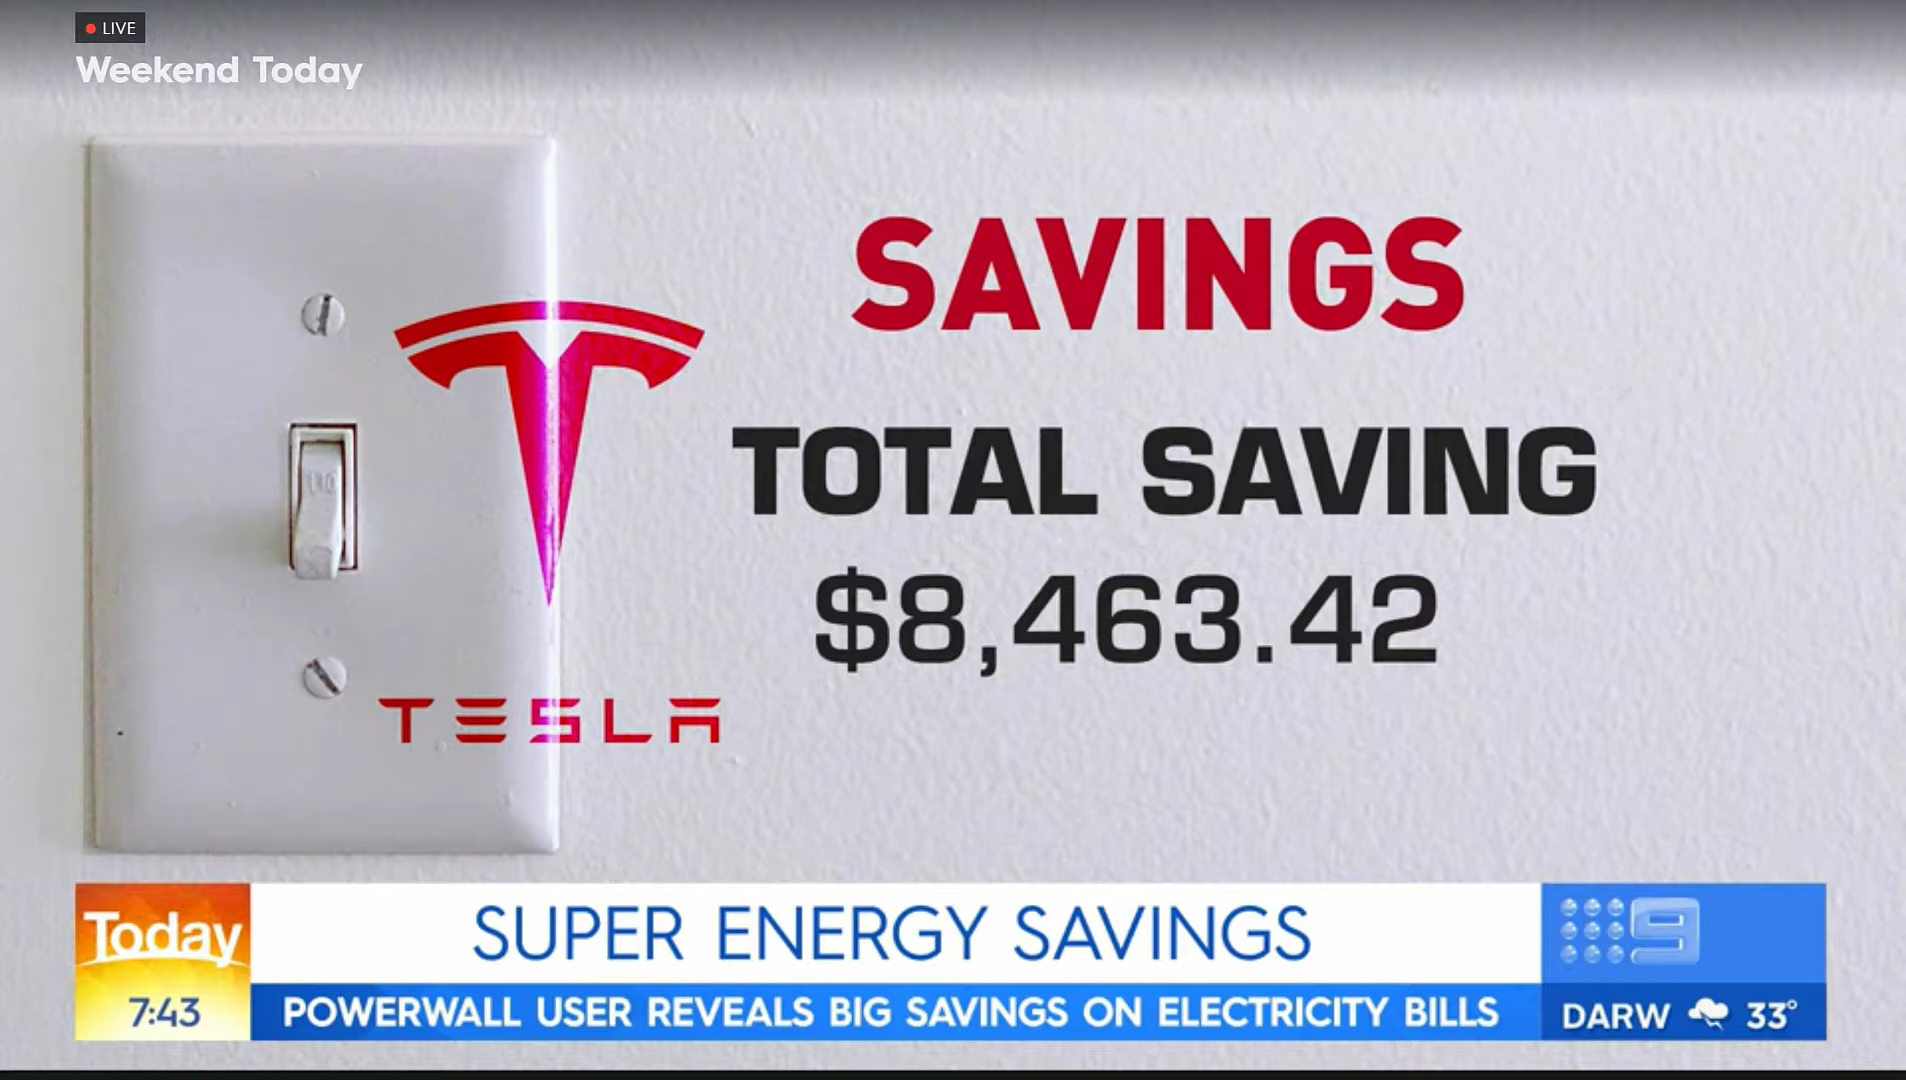 LIVE
Weekend Today
SAVINGS
TOTAL SAVING
$8,463.42
TESLA
Today
7:43
SUPER ENERGY SAVINGS
POWERWALL USER REVEALS BIG SAVINGS ON ELECTRICITY BILLS
9
DARW 33°